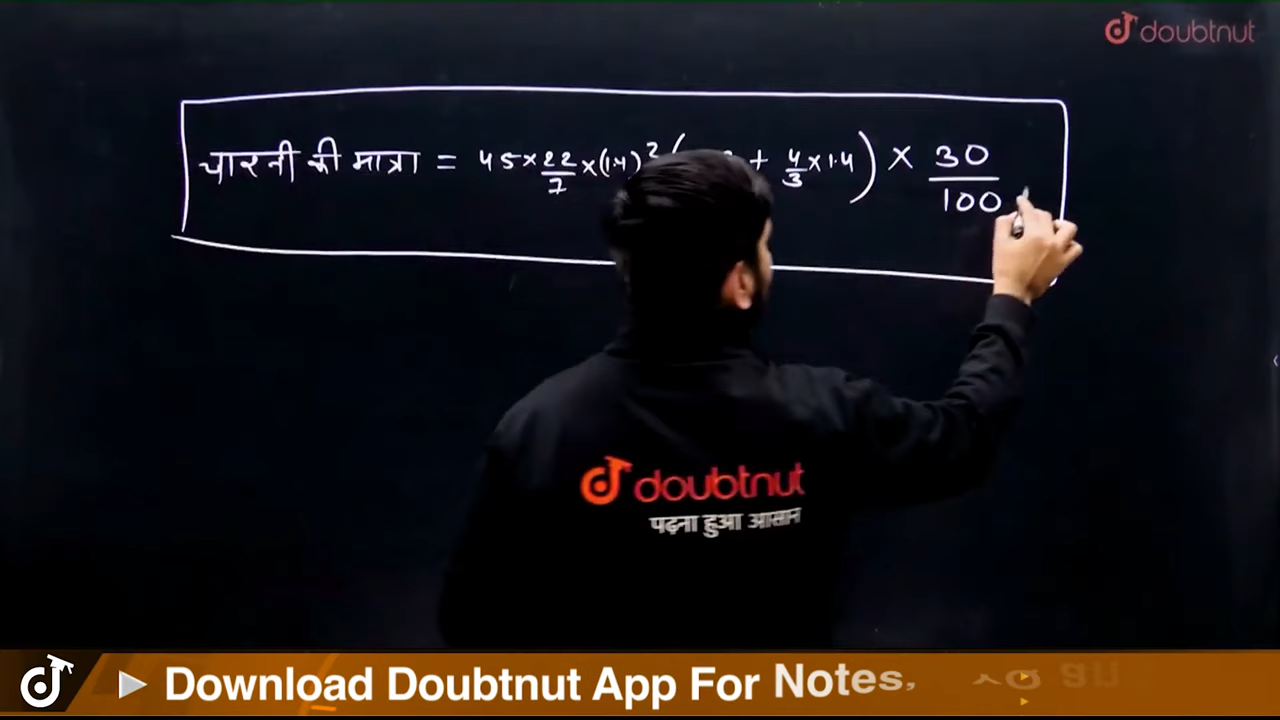 doubtnut
चाशनी की मात्रा = 45 × 22/7 × (1.4)² ( + 4/3 × 1.4 ) × 30/100
doubtnut
पढ़ना हुआ आसान
Download Doubtnut App For Notes,